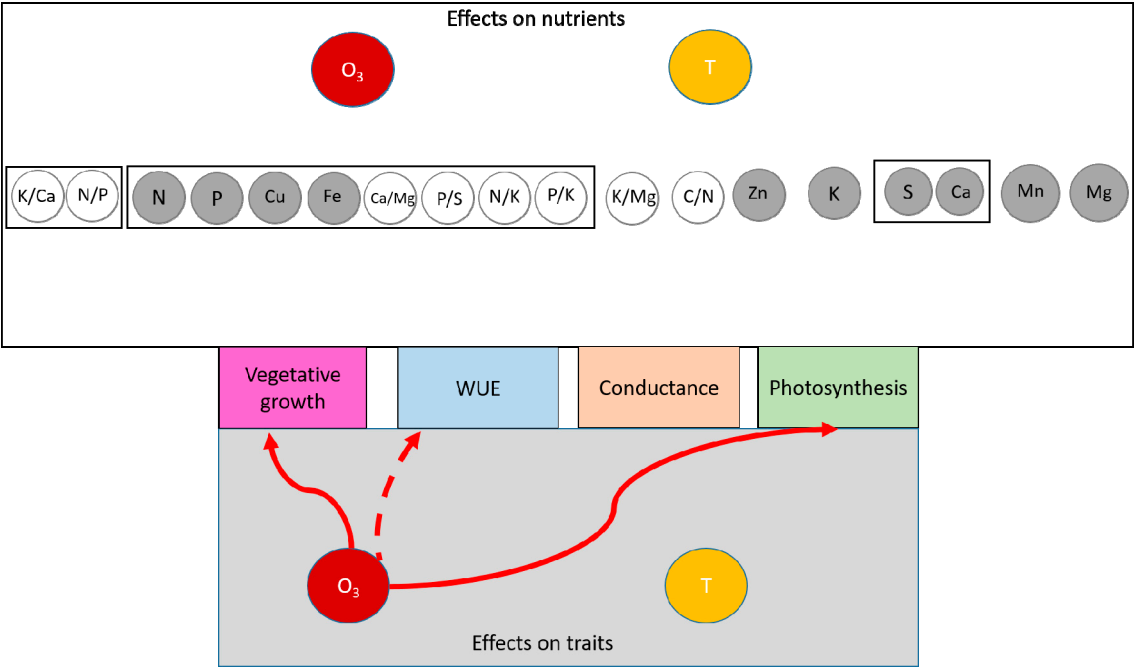 Effects on nutrients
O₃
T
K/Ca N/P N P Cu Fe Ca/Mg P/S N/K P/K K/Mg C/N Zn K S Ca Mn Mg
Vegetative
growth
WUE
Conductance
Photosynthesis
O₃
T
Effects on traits